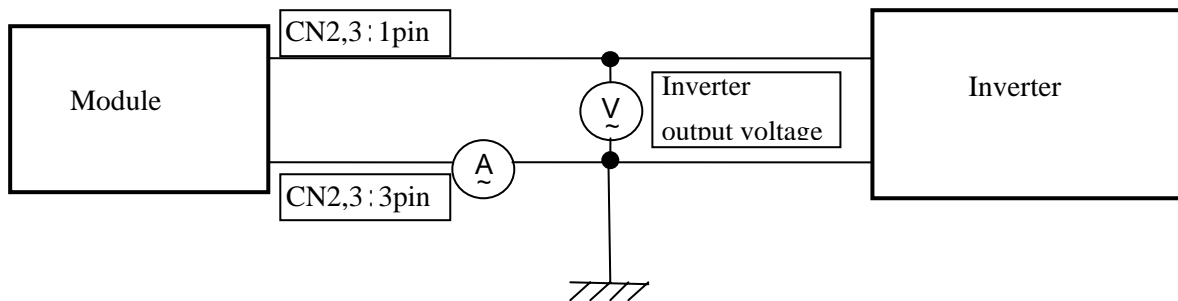 CN2,3：1pin
Module
V
~
Inverter
output voltage
Inverter
A
~
CN2,3：3pin